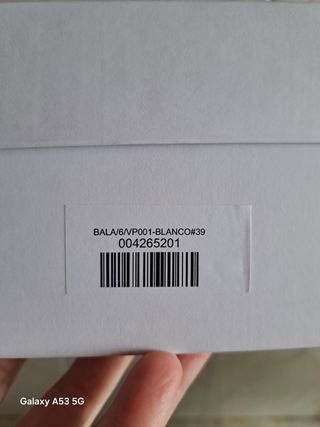 BALA/6/VP001-BLANCO#39
004265201
Galaxy A53 5G